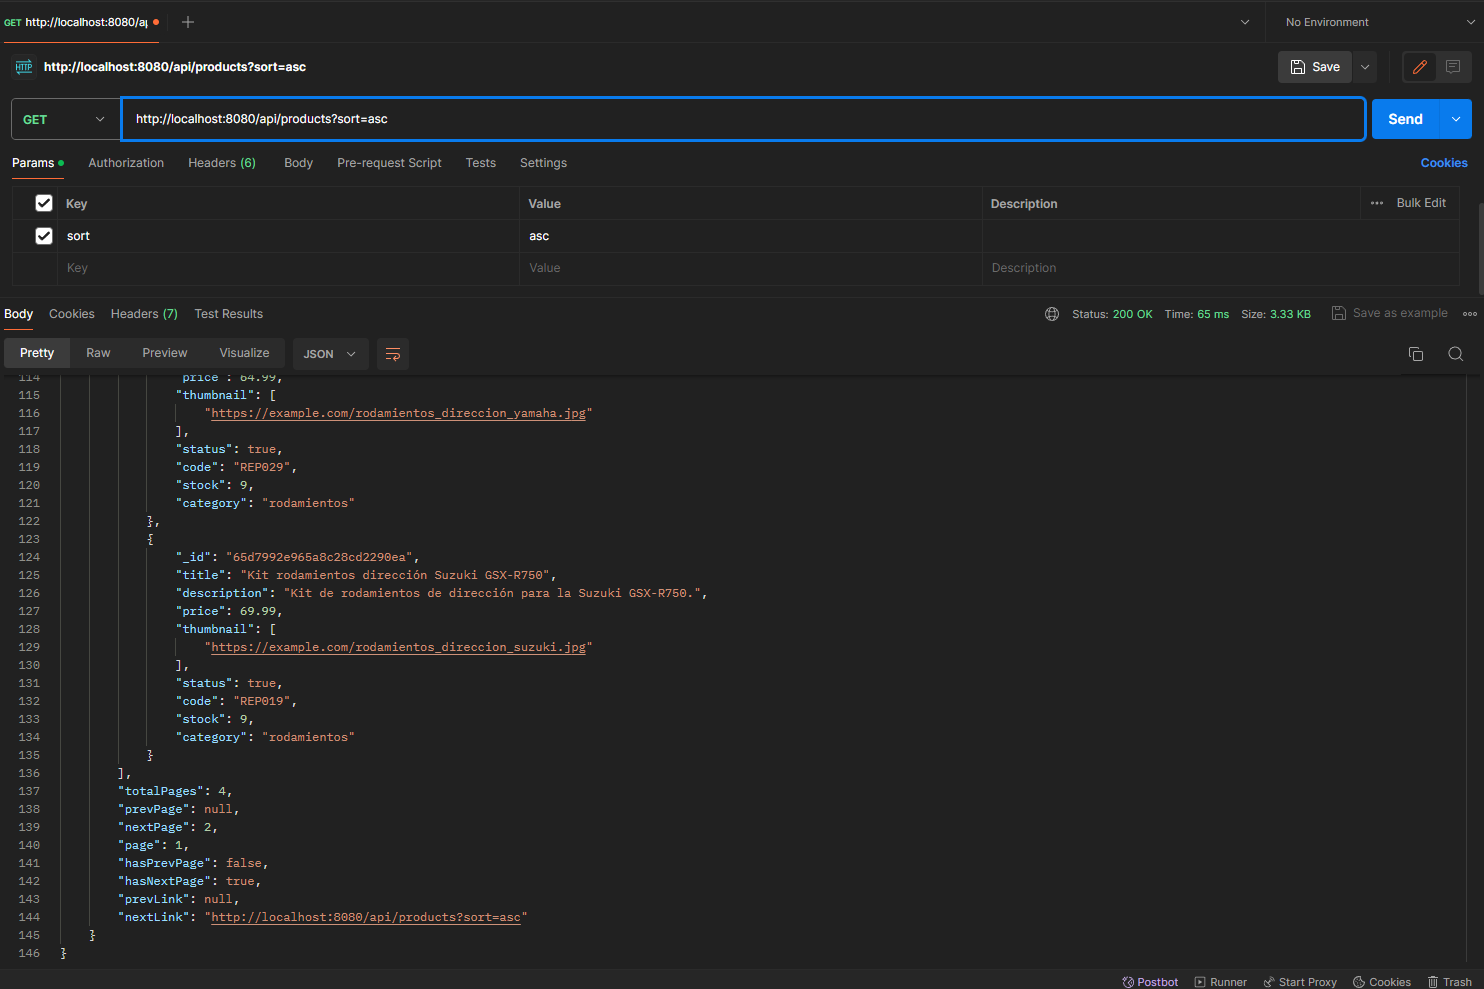 GET http://localhost:8080/ap
No Environment
HTTP http://localhost:8080/api/products?sort=asc
Save
GET http://localhost:8080/api/products?sort=asc Send
Params Authorization Headers (6) Body Pre-request Script Tests Settings Cookies
Key Value Description Bulk Edit
sort asc
Key Value Description
Body Cookies Headers (7) Test Results Status: 200 OK Time: 65 ms Size: 3.33 KB Save as example
Pretty Raw Preview Visualize JSON
114 "price": 64.99,
115 "thumbnail": [
116 "https://example.com/rodamientos_direccion_yamaha.jpg"
117 ],
118 "status": true,
119 "code": "REP029",
120 "stock": 9,
121 "category": "rodamientos"
122 },
123 {
124 "_id": "65d7992e965a8c28cd2290ea",
125 "title": "Kit rodamientos dirección Suzuki GSX-R750",
126 "description": "Kit de rodamientos de dirección para la Suzuki GSX-R750.",
127 "price": 69.99,
128 "thumbnail": [
129 "https://example.com/rodamientos_direccion_suzuki.jpg"
130 ],
131 "status": true,
132 "code": "REP019",
133 "stock": 9,
134 "category": "rodamientos"
135 }
136 ],
137 "totalPages": 4,
138 "prevPage": null,
139 "nextPage": 2,
140 "page": 1,
141 "hasPrevPage": false,
142 "hasNextPage": true,
143 "prevLink": null,
144 "nextLink": "http://localhost:8080/api/products?sort=asc"
145 }
146 }
Postbot Runner Start Proxy Cookies Trash